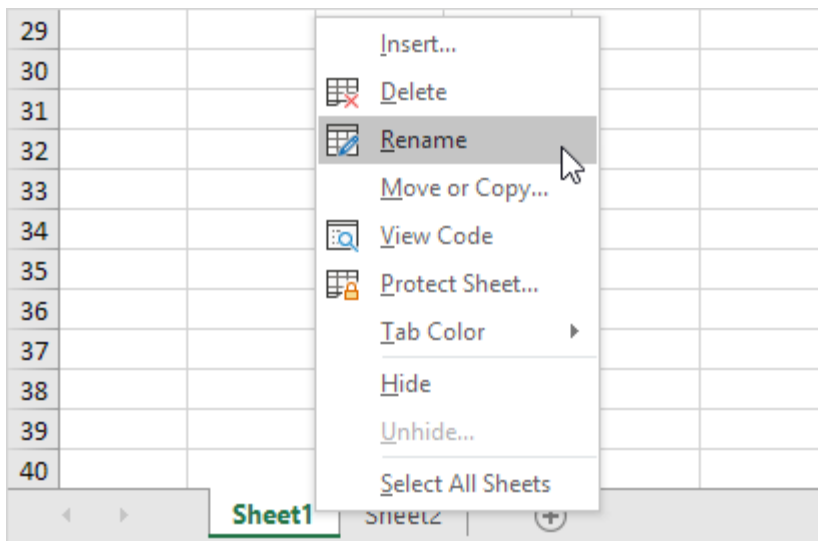 29
30
31
32
33
34
35
36
37
38
39
40
Insert...
Delete
Rename
Move or Copy...
View Code
Protect Sheet...
Tab Color
Hide
Unhide...
Select All Sheets
Sheet1 Sheet2